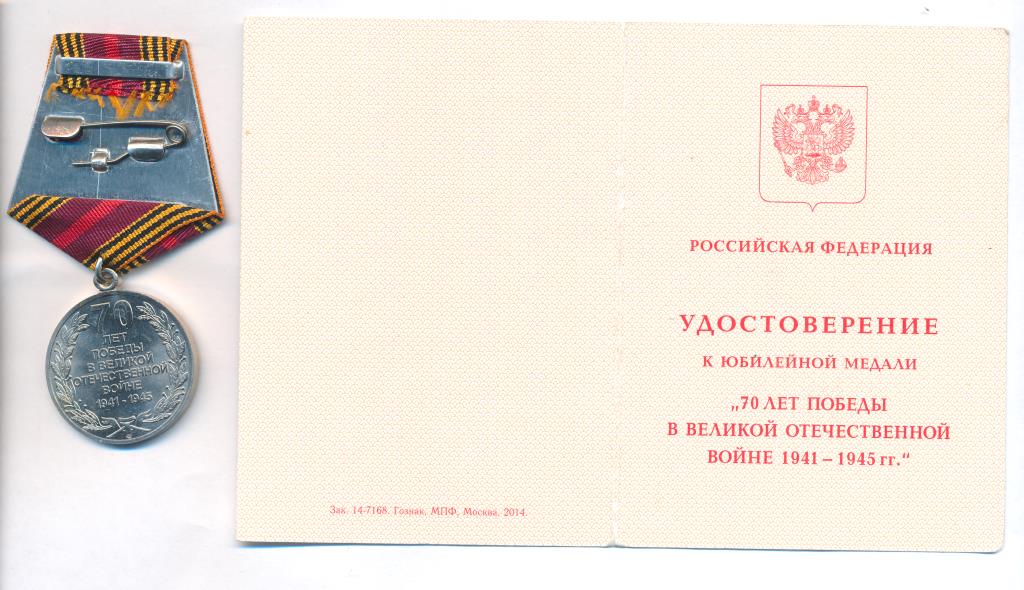 70
ЛЕТ
ПОБЕДЫ
В ВЕЛИКОЙ
ОТЕЧЕСТВЕННОЙ
ВОЙНЕ
1941-1945
Зак. 14-7168. Гознак, МПФ, Москва, 2014.
РОССИЙСКАЯ ФЕДЕРАЦИЯ
УДОСТОВЕРЕНИЕ
К ЮБИЛЕЙНОЙ МЕДАЛИ
„70 ЛЕТ ПОБЕДЫ
В ВЕЛИКОЙ ОТЕЧЕСТВЕННОЙ
ВОЙНЕ 1941 – 1945 гг.“